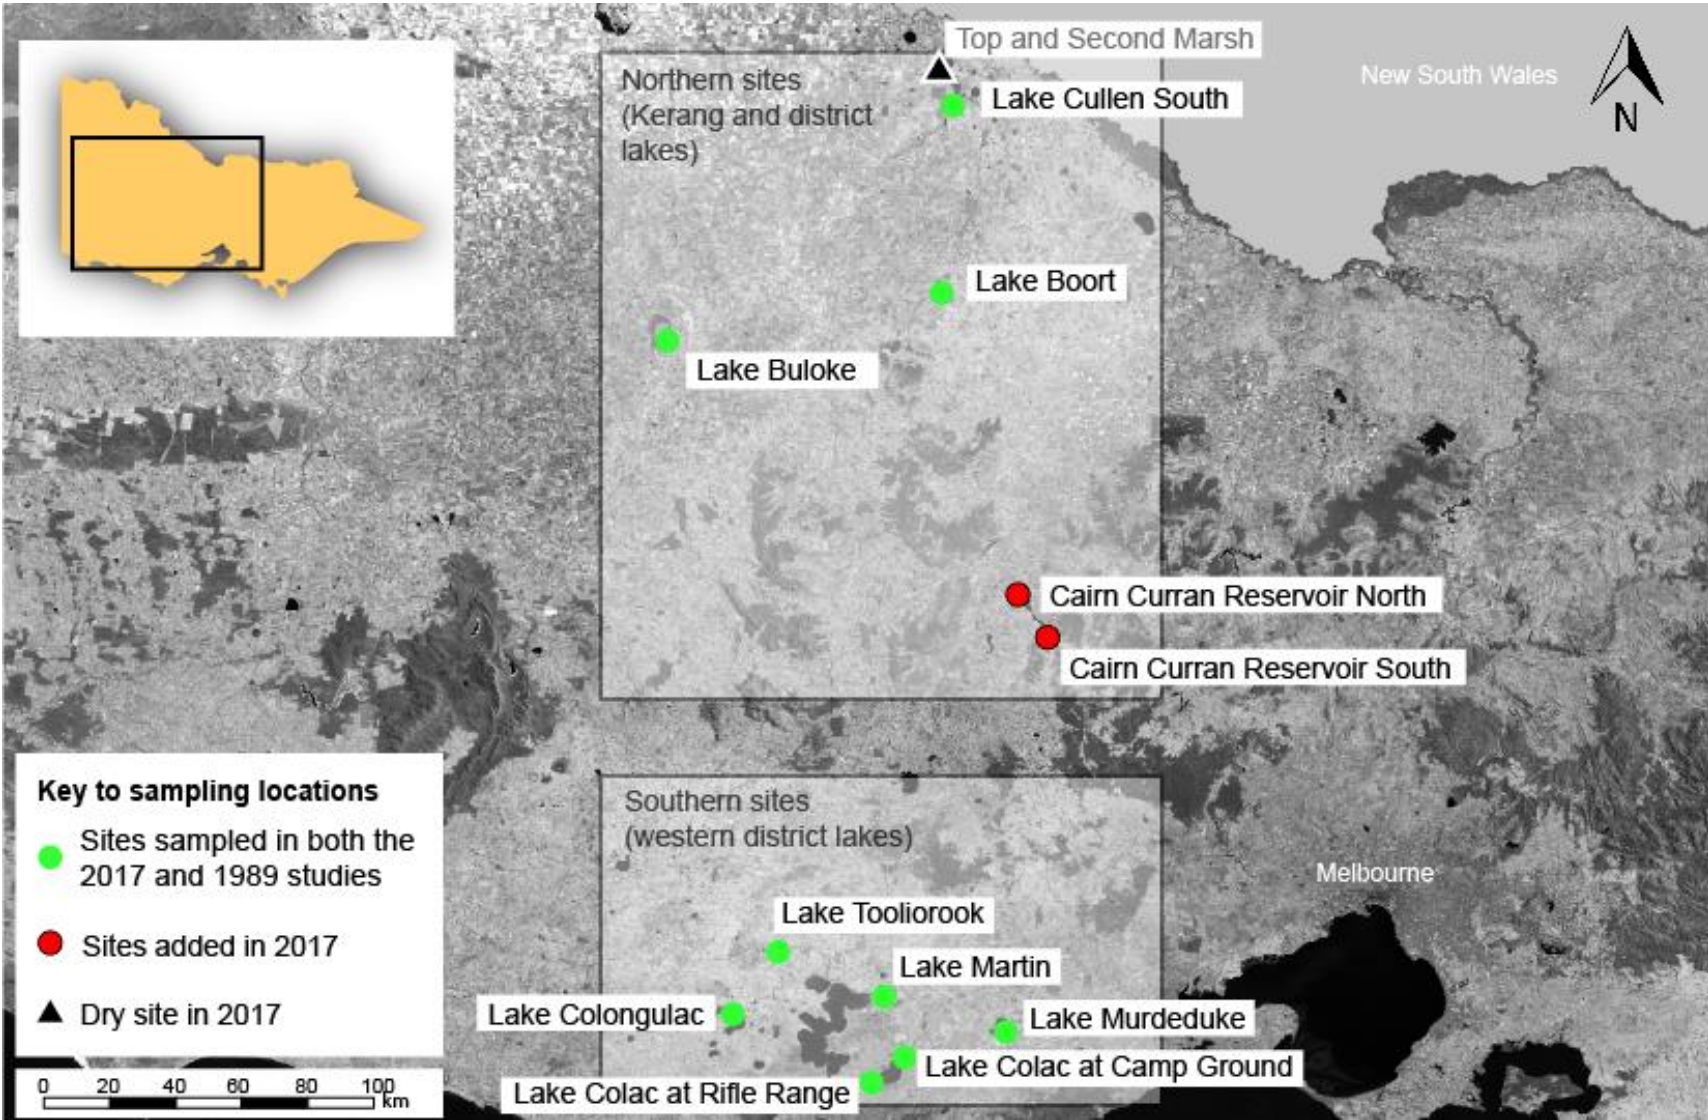 Top and Second Marsh
New South Wales
N
Northern sites
(Kerang and district
lakes)
Lake Cullen South
Lake Boort
Lake Buloke
Cairn Curran Reservoir North
Cairn Curran Reservoir South
Key to sampling locations
Sites sampled in both the
2017 and 1989 studies
Sites added in 2017
Dry site in 2017
0 20 40 60 80 100
km
Southern sites
(western district lakes)
Melbourne
Lake Tooliorook
Lake Martin
Lake Colongulac
Lake Murdeduke
Lake Colac at Camp Ground
Lake Colac at Rifle Range